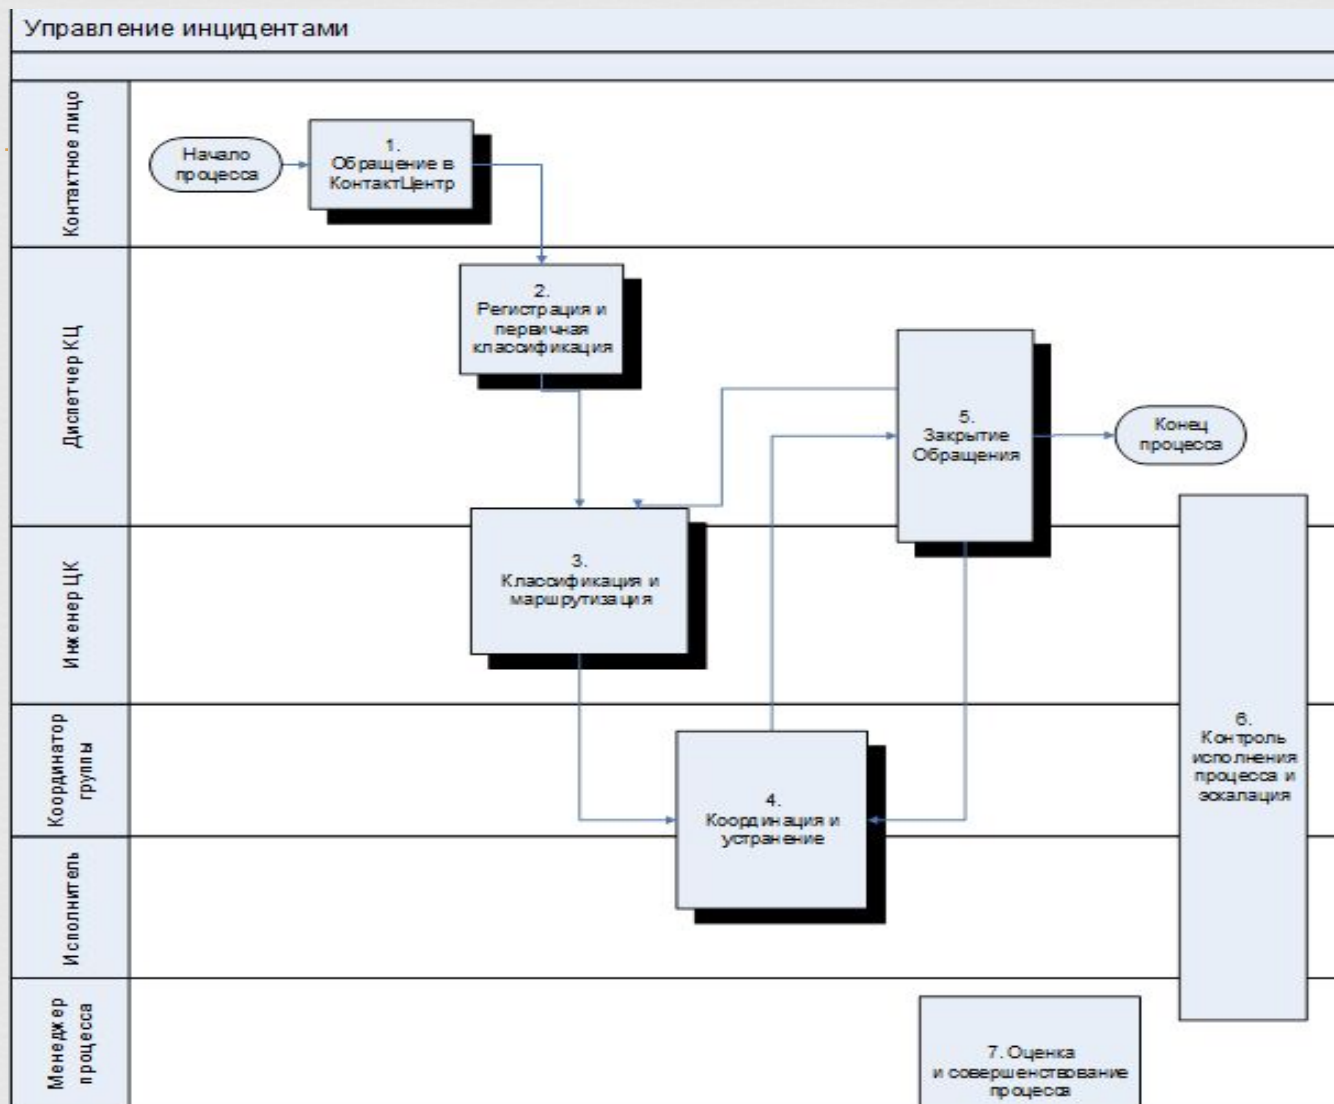 Управление инцидентами
Контактное лицо
Начало
процесса
1.
Обращение в
КонтактЦентр
Диспетчер КЦ
2.
Регистрация и
первичная
классификация
5.
Закрытие
Обращения
Конец
процесса
Инженер ЦК
3.
Классификация и
маршрутизация
Координатор
группы
4.
Координация и
устранение
6.
Контроль
исполнения
процесса и
эскалация
Исполнитель
Менеджер
процесса
7. Оценка
и совершенствование
процесса